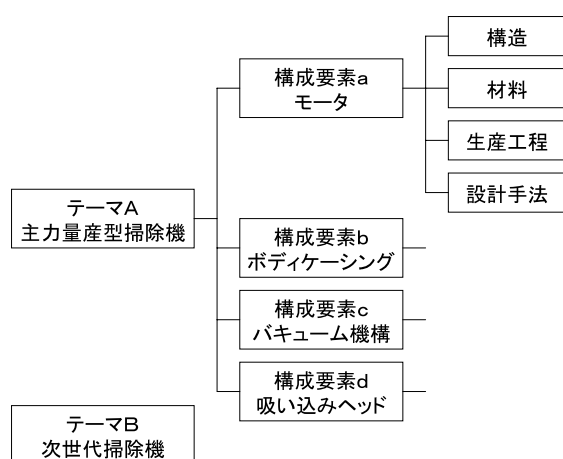 構成要素a
モータ
構造
材料
生産工程
設計手法
テーマA
主力量産型掃除機
構成要素b
ボディケーシング
構成要素c
バキューム機構
構成要素d
吸い込みヘッド
テーマB
次世代掃除機